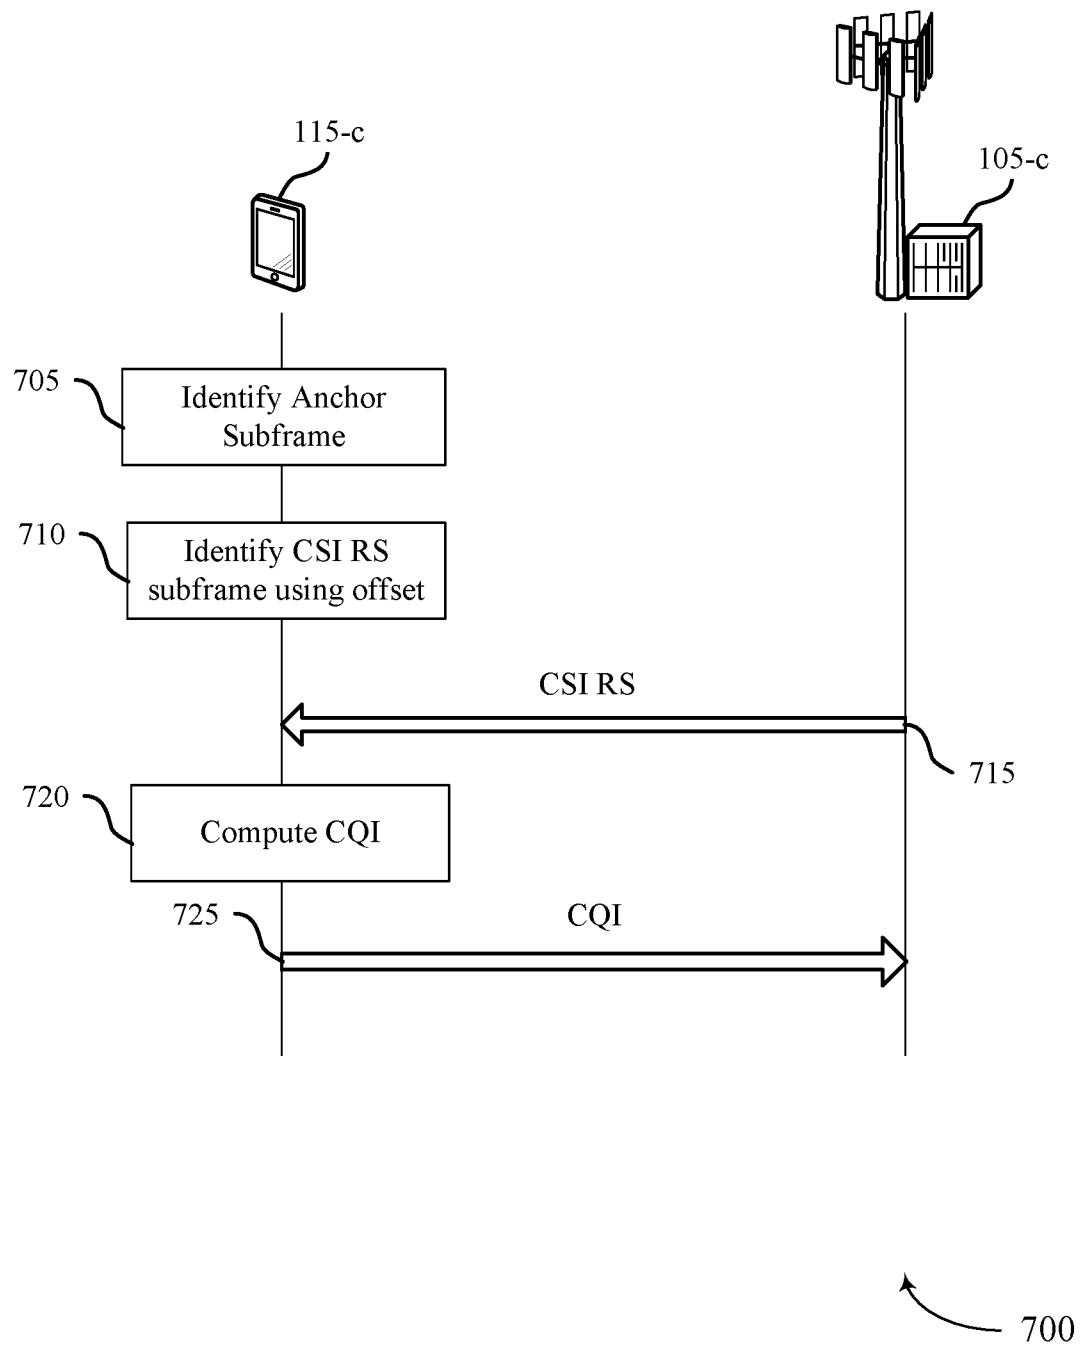 115-c
105-c
705
Identify Anchor
Subframe
710
Identify CSI RS
subframe using offset
CSI RS
715
720
Compute CQI
725
CQI
700